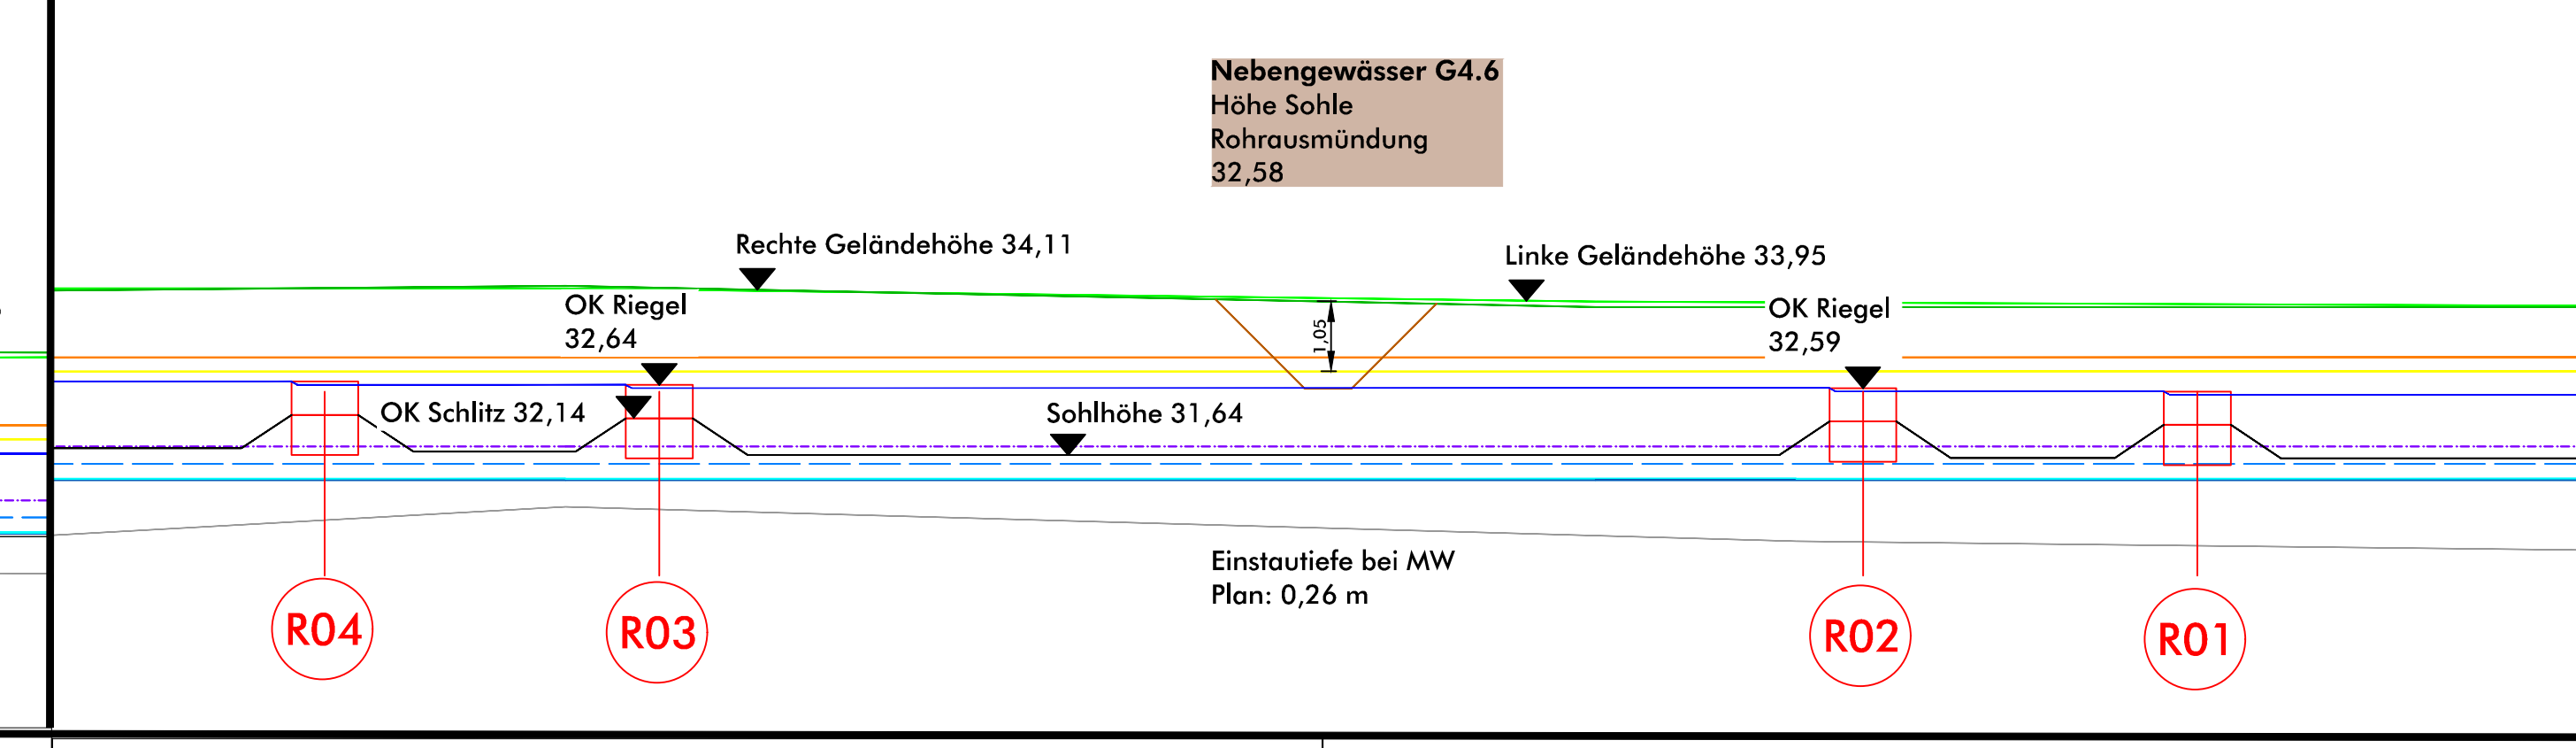 Nebengewässer G4.6
Höhe Sohle
Rohrausmündung
32,58
Rechte Geländehöhe 34,11
Linke Geländehöhe 33,95
OK Riegel
32,64
1,05
OK Riegel
32,59
OK Schlitz 32,14
Sohlhöhe 31,64
Einstautiefe bei MW
Plan: 0,26 m
R04
R03
R02
R01